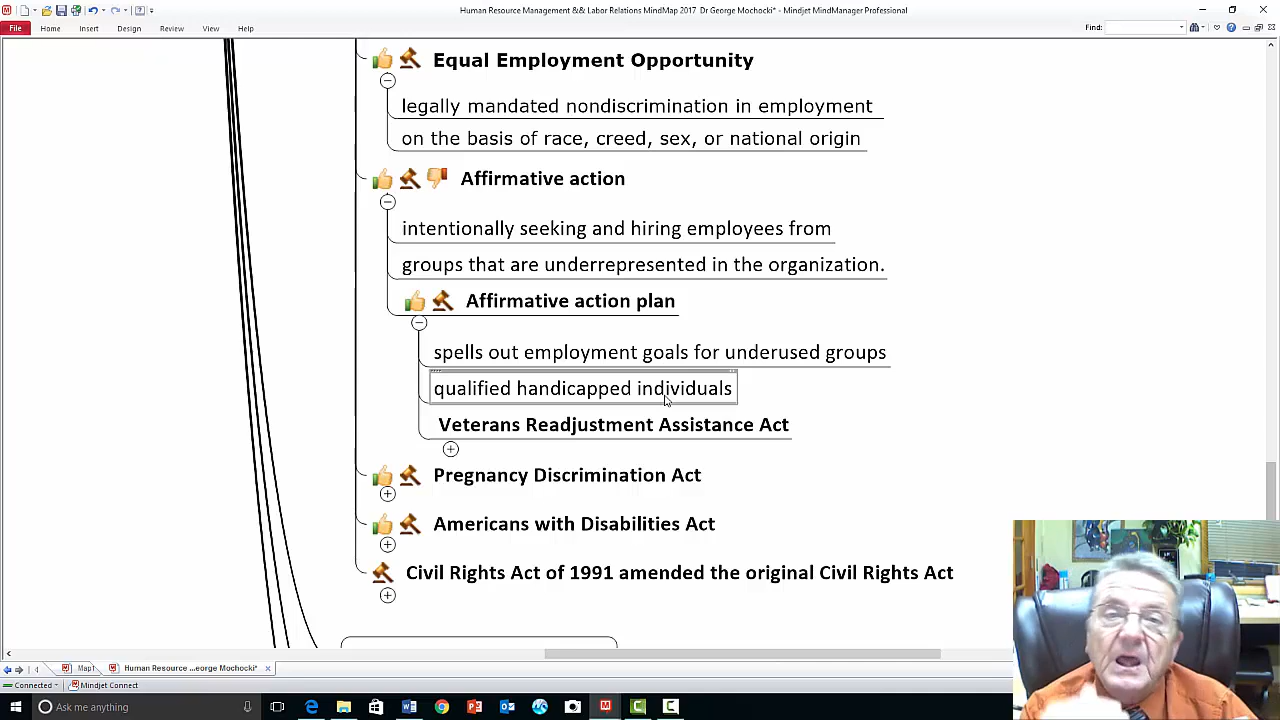 Human Resource Management && Labor Relations MindMap 2017 Dr George Mochocki* - Mindjet MindManager Professional
File Home Insert Design Review View Help Find:
Equal Employment Opportunity
legally mandated nondiscrimination in employment
on the basis of race, creed, sex, or national origin
Affirmative action
intentionally seeking and hiring employees from
groups that are underrepresented in the organization.
Affirmative action plan
spells out employment goals for underused groups
qualified handicapped individuals
Veterans Readjustment Assistance Act
Pregnancy Discrimination Act
Americans with Disabilities Act
Civil Rights Act of 1991 amended the original Civil Rights Act
Map1 Human Resource ...eorge Mochocki*
Connected Mindjet Connect
Ask me anything